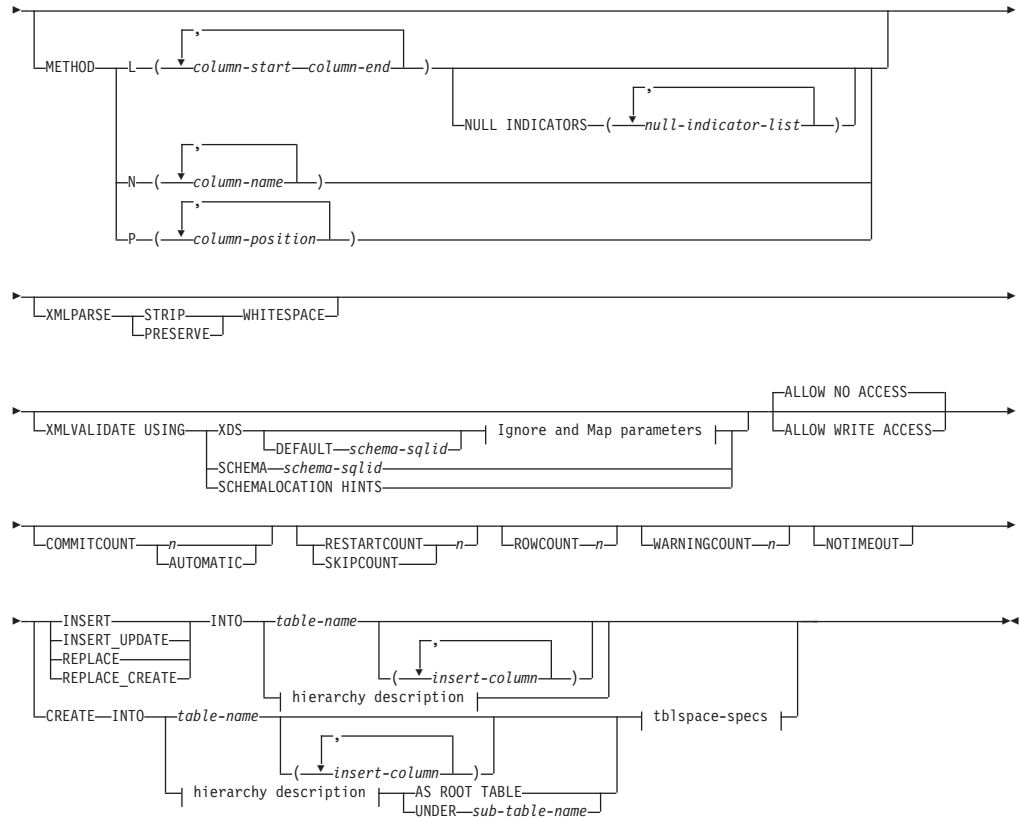 ,
METHOD L ( column-start column-end )
,
NULL INDICATORS ( null-indicator-list )
,
N ( column-name )
,
P ( column-position )
XMLPARSE STRIP WHITESPACE
PRESERVE
ALLOW NO ACCESS
XMLVALIDATE USING XDS Ignore and Map parameters ALLOW WRITE ACCESS
DEFAULT schema-sqlid
SCHEMA schema-sqlid
SCHEMALOCATION HINTS
COMMITCOUNT n RESTARTCOUNT n ROWCOUNT n WARNINGCOUNT n NOTIMEOUT
AUTOMATIC SKIPCOUNT
INSERT INTO table-name
INSERT_UPDATE ,
REPLACE ( insert-column )
REPLACE_CREATE
hierarchy description
CREATE INTO table-name tblspace-specs
,
( insert-column )
hierarchy description AS ROOT TABLE
UNDER sub-table-name